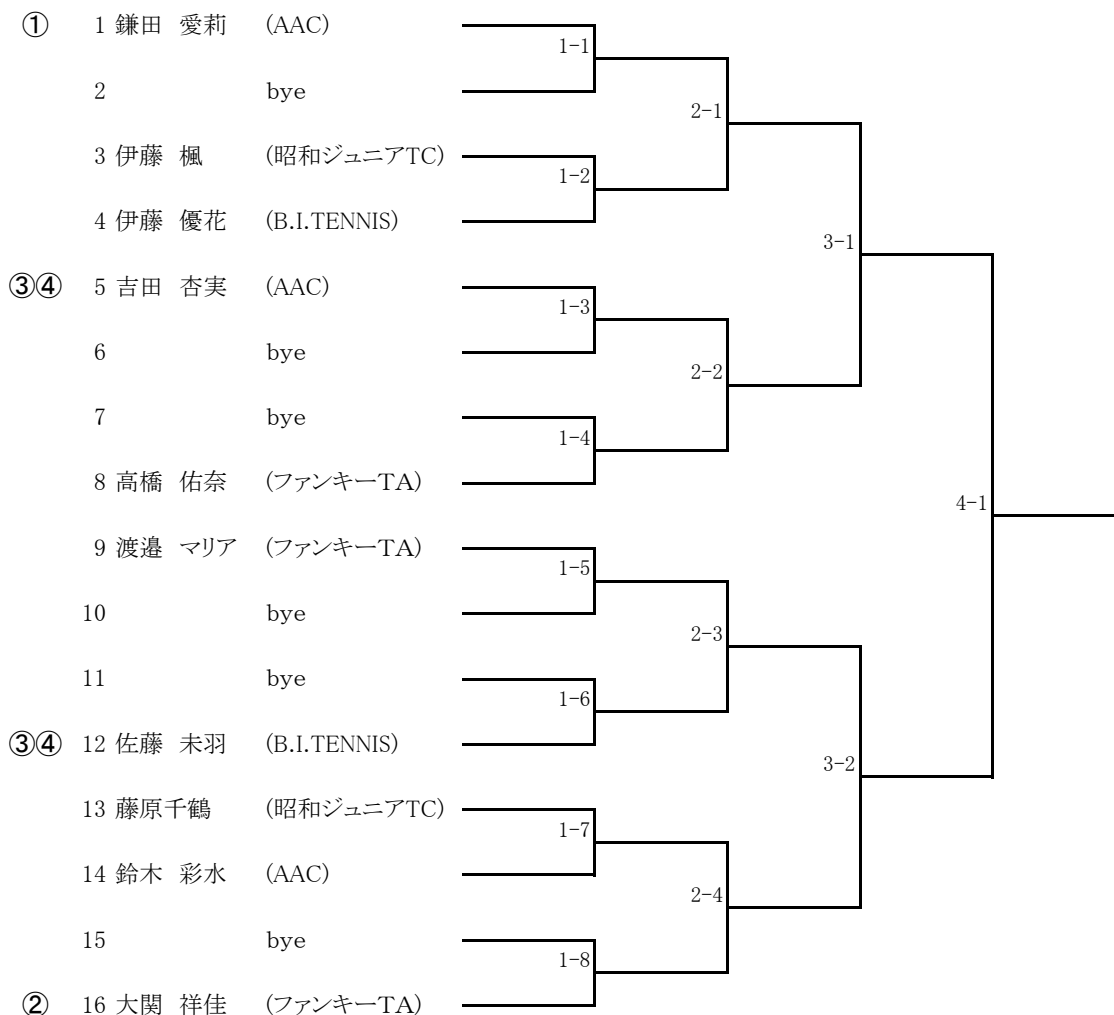 ① 1 鎌田 愛莉 (AAC)
1-1
2 bye
2-1
3 伊藤 楓 (昭和ジュニアTC)
1-2
4 伊藤 優花 (B.I.TENNIS)
3-1
③④ 5 吉田 杏実 (AAC)
1-3
6 bye
2-2
7 bye
1-4
8 高橋 佑奈 (ファンキーTA)
4-1
9 渡邉 マリア (ファンキーTA)
1-5
10 bye
2-3
11 bye
1-6
③④ 12 佐藤 未羽 (B.I.TENNIS)
3-2
13 藤原千鶴 (昭和ジュニアTC)
1-7
14 鈴木 彩水 (AAC)
2-4
15 bye
1-8
② 16 大関 祥佳 (ファンキーTA)